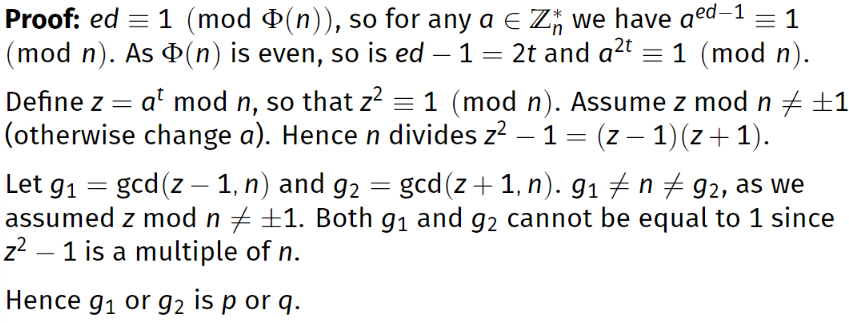 Proof: ed ≡ 1 (mod Φ(n)), so for any a ∈ ℤ*ₙ we have aᵉᵈ⁻¹ ≡ 1
(mod n). As Φ(n) is even, so is ed − 1 = 2t and a²ᵗ ≡ 1 (mod n).
Define z = aᵗ mod n, so that z² ≡ 1 (mod n). Assume z mod n ≠ ±1
(otherwise change a). Hence n divides z² − 1 = (z − 1)(z + 1).
Let g₁ = gcd(z − 1, n) and g₂ = gcd(z + 1, n). g₁ ≠ n ≠ g₂, as we
assumed z mod n ≠ ±1. Both g₁ and g₂ cannot be equal to 1 since
z² − 1 is a multiple of n.
Hence g₁ or g₂ is p or q.